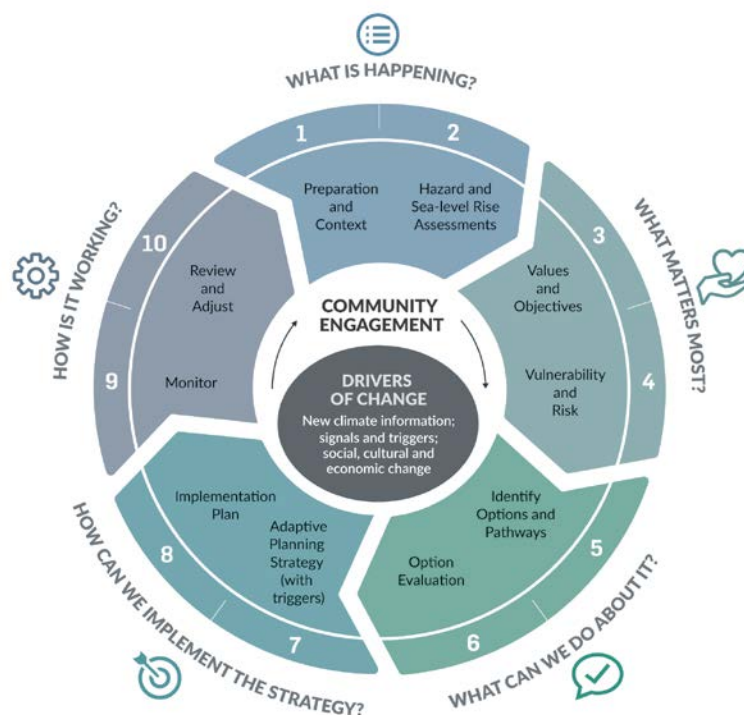 WHAT IS HAPPENING?
1
2
Preparation
and
Context
Hazard and
Sea-level Rise
Assessments
WHAT MATTERS MOST?
3
Values and
Objectives
4
Vulnerability
and
Risk
WHAT CAN WE DO ABOUT IT?
5
Identify
Options and
Pathways
6
Option
Evaluation
HOW CAN WE IMPLEMENT THE STRATEGY?
7
Adaptive
Planning
Strategy
(with
triggers)
8
Implementation
Plan
HOW IS IT WORKING?
9
Monitor
10
Review
and
Adjust
COMMUNITY
ENGAGEMENT
DRIVERS
OF CHANGE
New climate information;
signals and triggers;
social, cultural and
economic change